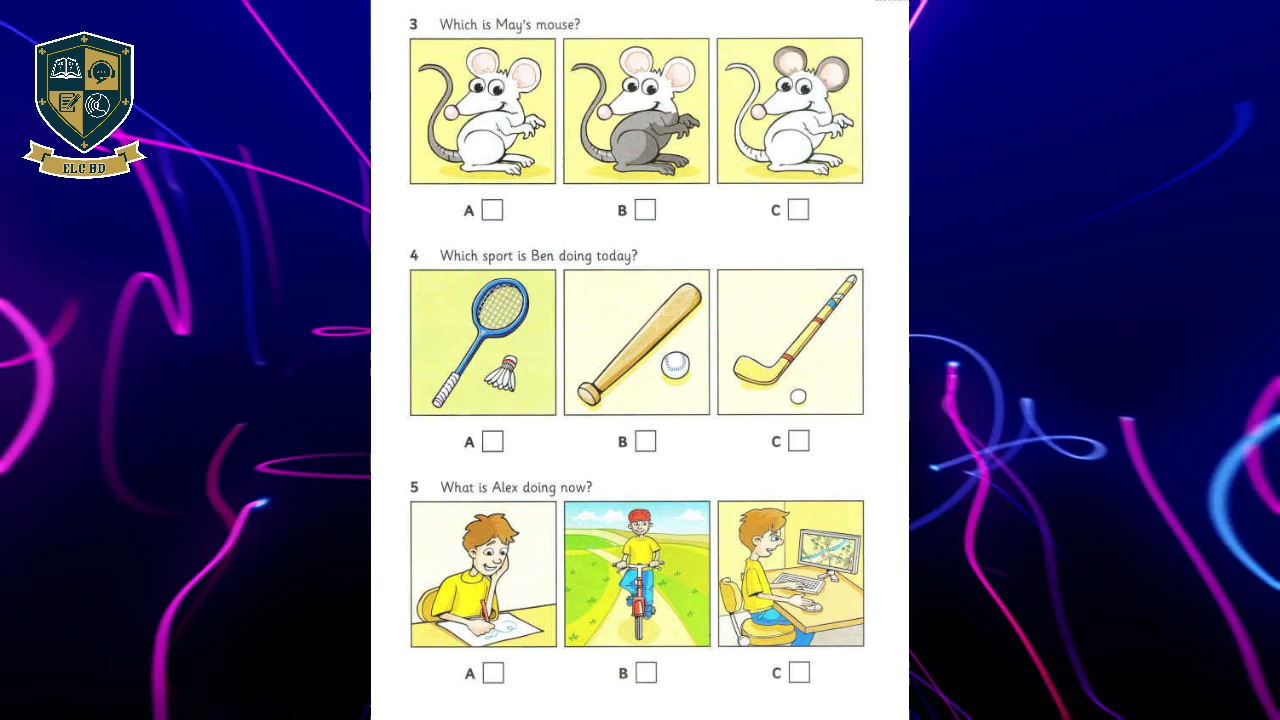 ELC BD
3 Which is May's mouse?
A B C
4 Which sport is Ben doing today?
A B C
5 What is Alex doing now?
A B C